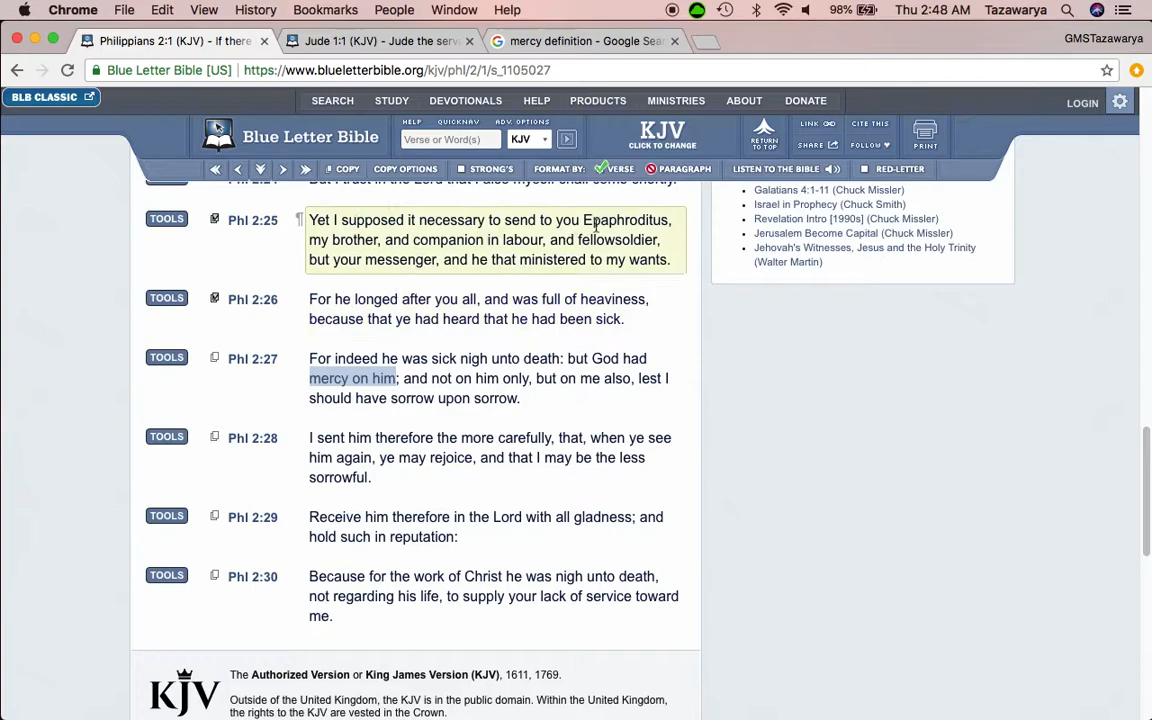 Chrome File Edit View History Bookmarks People Window Help 98% Thu 2:48 AM Tazawarya
Philippians 2:1 (KJV) - If there Jude 1:1 (KJV) - Jude the serva mercy definition - Google Sear GMSTazawarya
Blue Letter Bible [US] https://www.blueletterbible.org/kjv/phl/2/1/s_1105027
BLB CLASSIC
SEARCH STUDY DEVOTIONALS HELP PRODUCTS MINISTRIES ABOUT DONATE LOGIN
HELP QUICKNAV ADV. OPTIONS
Blue Letter Bible Verse or Word(s) KJV
KJV
CLICK TO CHANGE
RETURN TO TOP
LINK CITE THIS
SHARE FOLLOW
PRINT
COPY COPY OPTIONS STRONG'S FORMAT BY: VERSE PARAGRAPH LISTEN TO THE BIBLE RED-LETTER
Galatians 4:1-11 (Chuck Missler)
Israel in Prophecy (Chuck Smith)
Revelation Intro [1990s] (Chuck Missler)
Jerusalem Become Capital (Chuck Missler)
Jehovah's Witnesses, Jesus and the Holy Trinity
(Walter Martin)
TOOLS Phl 2:25 ¶ Yet I supposed it necessary to send to you Epaphroditus,
my brother, and companion in labour, and fellowsoldier,
but your messenger, and he that ministered to my wants.
TOOLS Phl 2:26 For he longed after you all, and was full of heaviness,
because that ye had heard that he had been sick.
TOOLS Phl 2:27 For indeed he was sick nigh unto death: but God had
mercy on him; and not on him only, but on me also, lest I
should have sorrow upon sorrow.
TOOLS Phl 2:28 I sent him therefore the more carefully, that, when ye see
him again, ye may rejoice, and that I may be the less
sorrowful.
TOOLS Phl 2:29 Receive him therefore in the Lord with all gladness; and
hold such in reputation:
TOOLS Phl 2:30 Because for the work of Christ he was nigh unto death,
not regarding his life, to supply your lack of service toward
me.
KJV
The Authorized Version or King James Version (KJV), 1611, 1769.
Outside of the United Kingdom, the KJV is in the public domain. Within the United Kingdom,
the rights to the KJV are vested in the Crown.